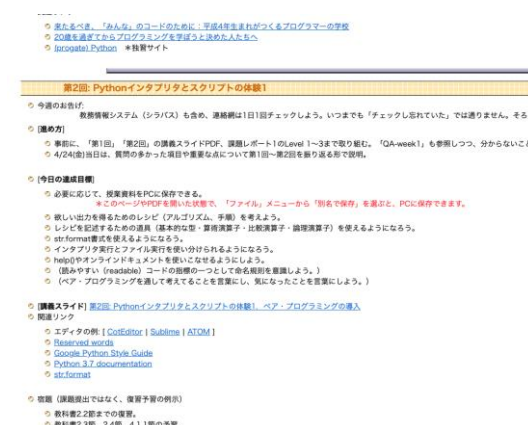 来たるべき、「みんな」のコードのために：平成4年生まれがつくるプログラマーの学校
20歳を過ぎてからプログラミングを学ぼうと決めた人たちへ
(progate) Python ＊独習サイト
第2回: Pythonインタプリタとスクリプトの体験1
今週のお告げ:
教務情報システム（シラバス）も含め、連絡網は1日1回チェックしよう。いつまでも「チェックし忘れていた」では通りません。そろ
[進め方]
事前に、「第1回」「第2回」の講義スライドPDF、課題レポート1のLevel 1〜3まで取り組む。「QA-week1」も参照しつつ、分からないこ
4/24(金)当日は、質問の多かった項目や重要な点について第1回〜第2回を振り返る形で説明。
[今日の達成目標]
必要に応じて、授業資料をPCに保存できる。
＊このページやPDFを開いた状態で、「ファイル」メニューから「別名で保存」を選ぶと、PCに保存できます。
欲しい出力を得るためのレシピ（アルゴリズム、手順）を考えよう。
レシピを記述するための道具（基本的な型・算術演算子・比較演算子・論理演算子）を使えるようになろう。
str.format書式を使えるようになろう。
インタプリタ実行とファイル実行を使い分けられるようになろう。
help()やオンラインドキュメントを使いこなせるようにしよう。
（読みやすい（readable）コードの指標の一つとして命名規則を意識しよう。）
（ペア・プログラミングを通して考えてることを言葉にし、気になったことを言葉にしよう。）
[講義スライド] 第2回: Pythonインタプリタとスクリプトの体験1、ペア・プログラミングの導入
関連リンク
エディタの例: [ CotEditor | Sublime | ATOM ]
Reserved words
Google Python Style Guide
Python 3.7 documentation
str.format
宿題（課題提出ではなく、復習予習の例示）
教科書2.2節までの復習。
教科書2.3節、2.4節、4.1.1節の予習